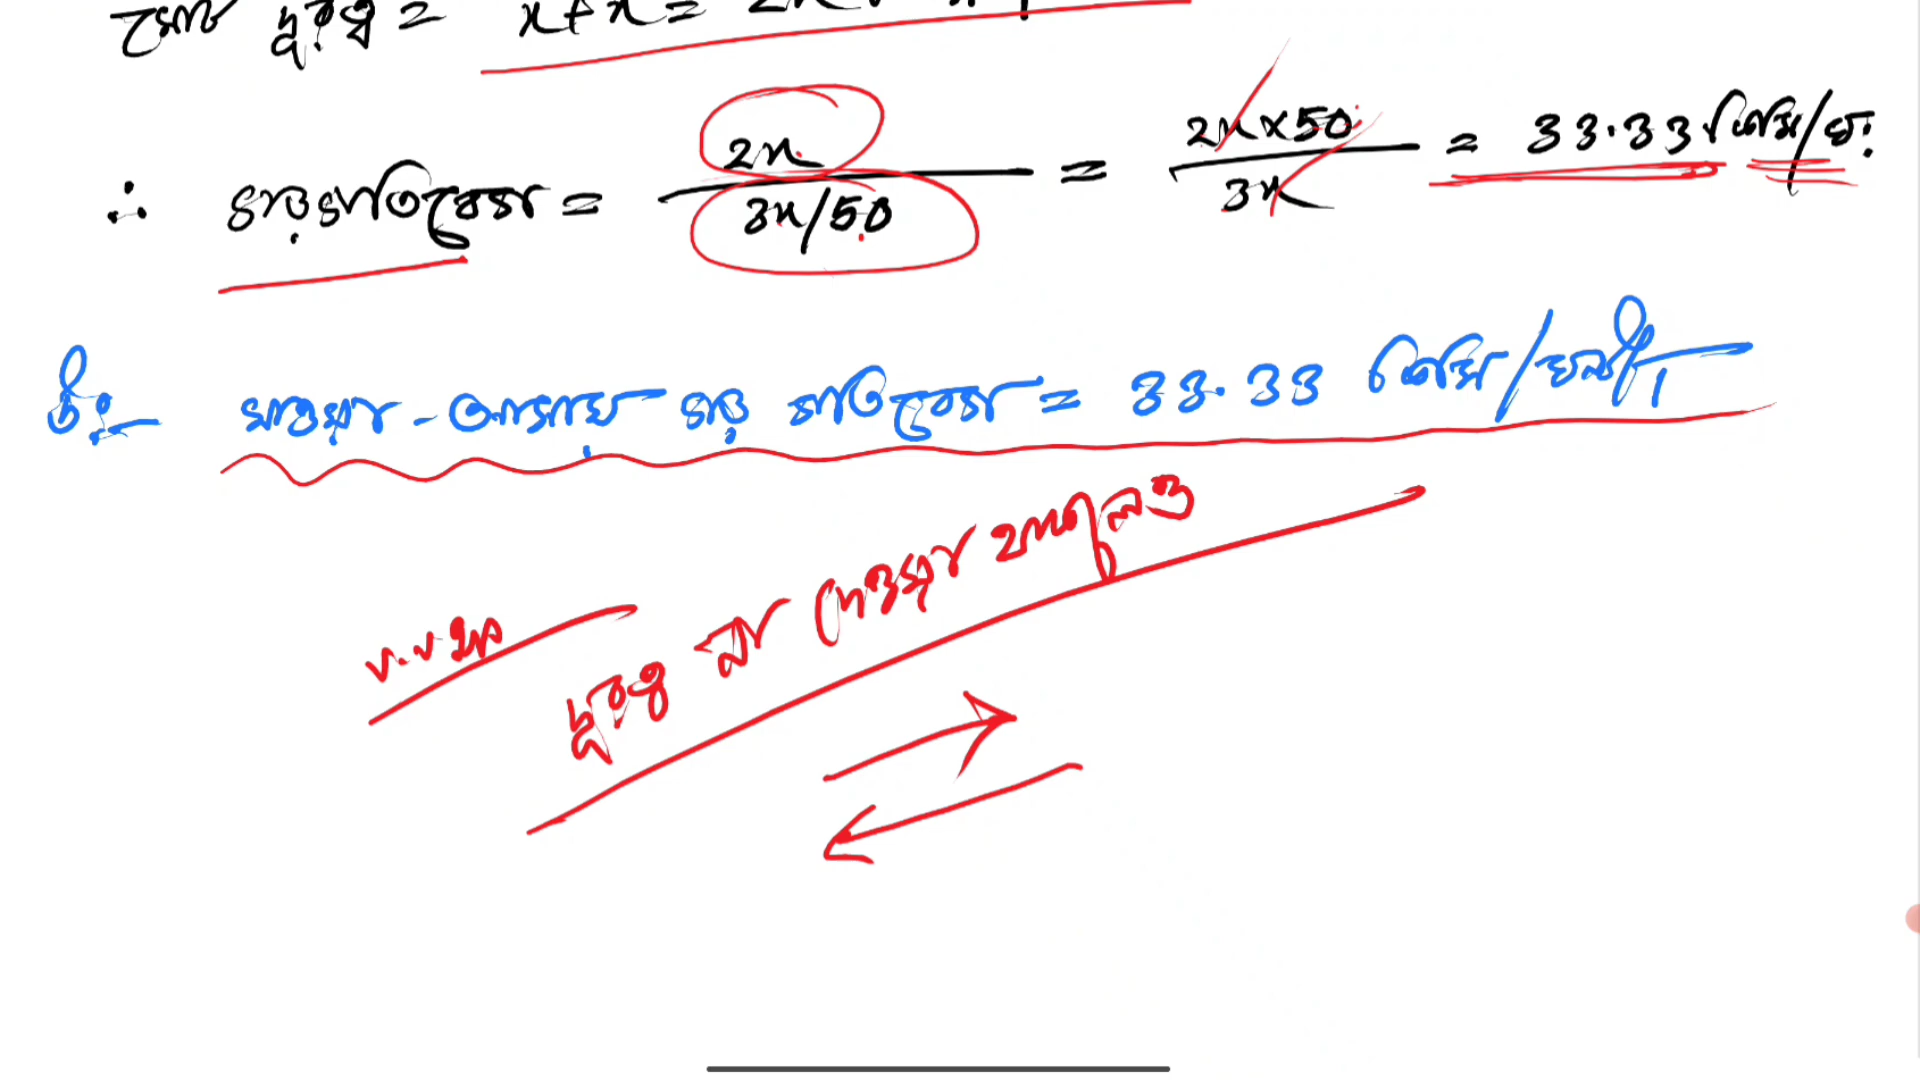 মোট দূরত্ব = x+x = 2x
∴ গড়গতিবেগ = 2x / 3x/50 = 2x×50 / 3x = 33.33 কিমি/ঘ:
উঃ যাওয়া-আসায় গড় গতিবেগ = 33.33 কিমি/ঘন্টা।
দূরত্ব না দেওয়া থাকলেও